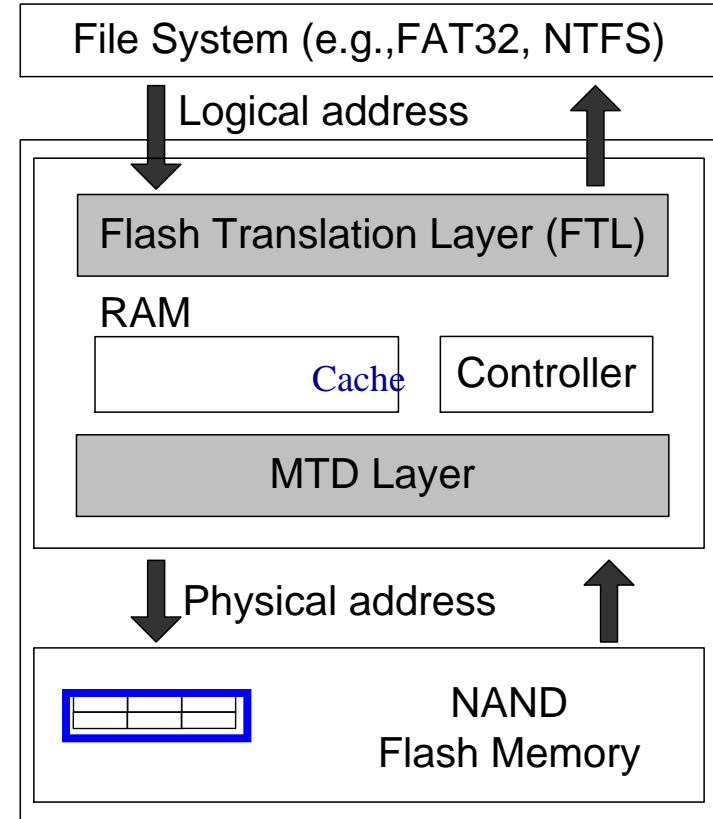 File System (e.g.,FAT32, NTFS)
Logical address
Flash Translation Layer (FTL)
RAM
Cache
Controller
MTD Layer
Physical address
NAND
Flash Memory